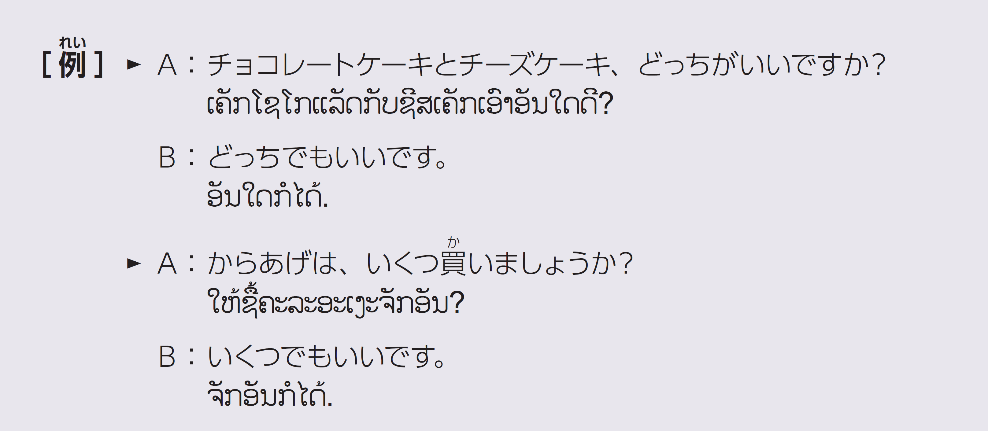 [例] ► A：チョコレートケーキとチーズケーキ、どっちがいいですか？
ເຄັກໂຊໂກແລັດກັບຊີສເຄັກເອົາອັນໃດດີ?
B：どっちでもいいです。
ອັນໃດກໍໄດ້.
► A：からあげは、いくつ買いましょうか？
ໃຫ້ຊື້ຄະລະອະເງະຈັກອັນ?
B：いくつでもいいです。
ຈັກອັນກໍໄດ້.